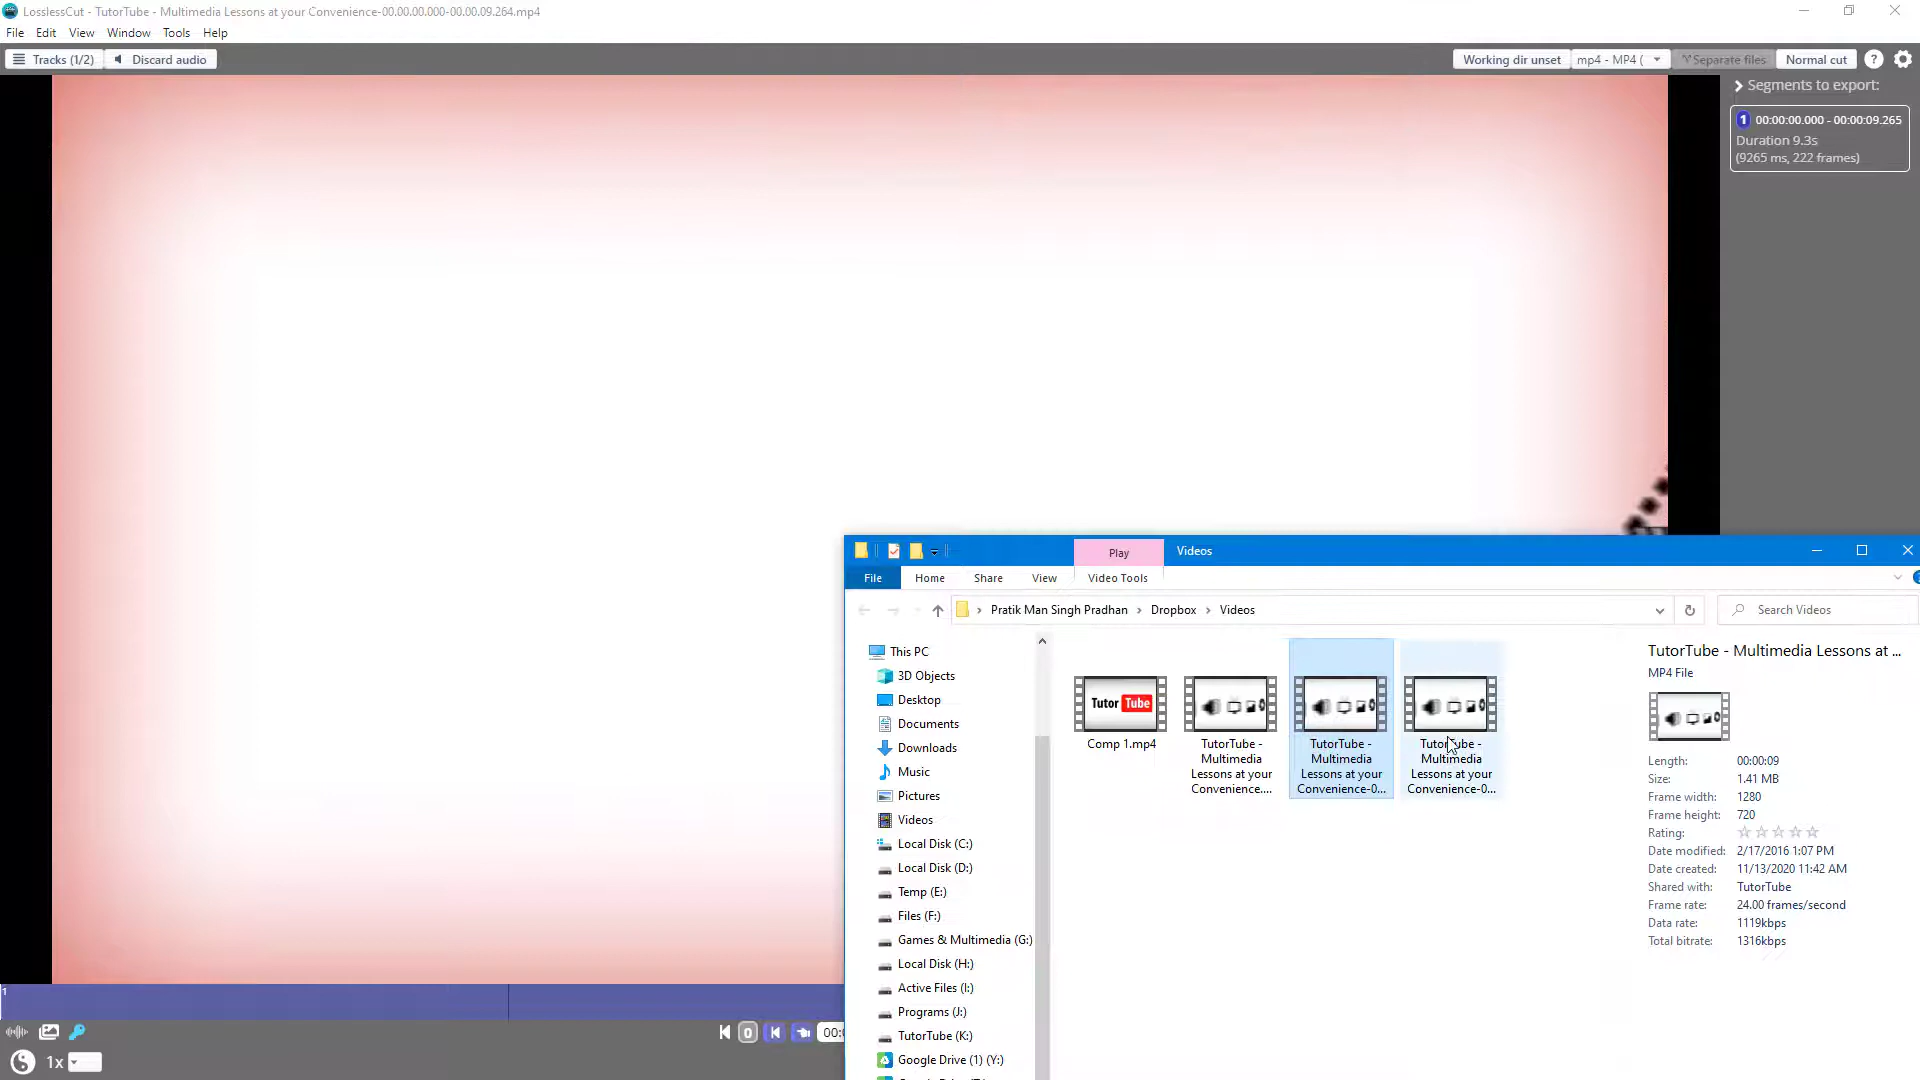 LosslessCut - TutorTube - Multimedia Lessons at your Convenience-00.00.00.000-00.00.09.264.mp4
File Edit View Window Tools Help
Tracks (1/2) Discard audio
Working dir unset mp4 - MP4 ( Separate files Normal cut ?
Segments to export:
1 00:00:00.000 - 00:00:09.265
Duration 9.3s
(9265 ms, 222 frames)
Play Videos
File Home Share View Video Tools
Pratik Man Singh Pradhan > Dropbox > Videos
Search Videos
This PC
3D Objects
Desktop
Documents
Downloads
Music
Pictures
Videos
Local Disk (C:)
Local Disk (D:)
Temp (E:)
Files (F:)
Games & Multimedia (G:)
Local Disk (H:)
Active Files (I:)
Programs (J:)
TutorTube (K:)
Google Drive (1) (Y:)
Tutor Tube
Comp 1.mp4
TutorTube -
Multimedia
Lessons at your
Convenience....
TutorTube -
Multimedia
Lessons at your
Convenience-0...
TutorTube -
Multimedia
Lessons at your
Convenience-0...
TutorTube - Multimedia Lessons at ...
MP4 File
Length: 00:00:09
Size: 1.41 MB
Frame width: 1280
Frame height: 720
Rating:
Date modified: 2/17/2016 1:07 PM
Date created: 11/13/2020 11:42 AM
Shared with: TutorTube
Frame rate: 24.00 frames/second
Data rate: 1119kbps
Total bitrate: 1316kbps
1
0 00:0
1x